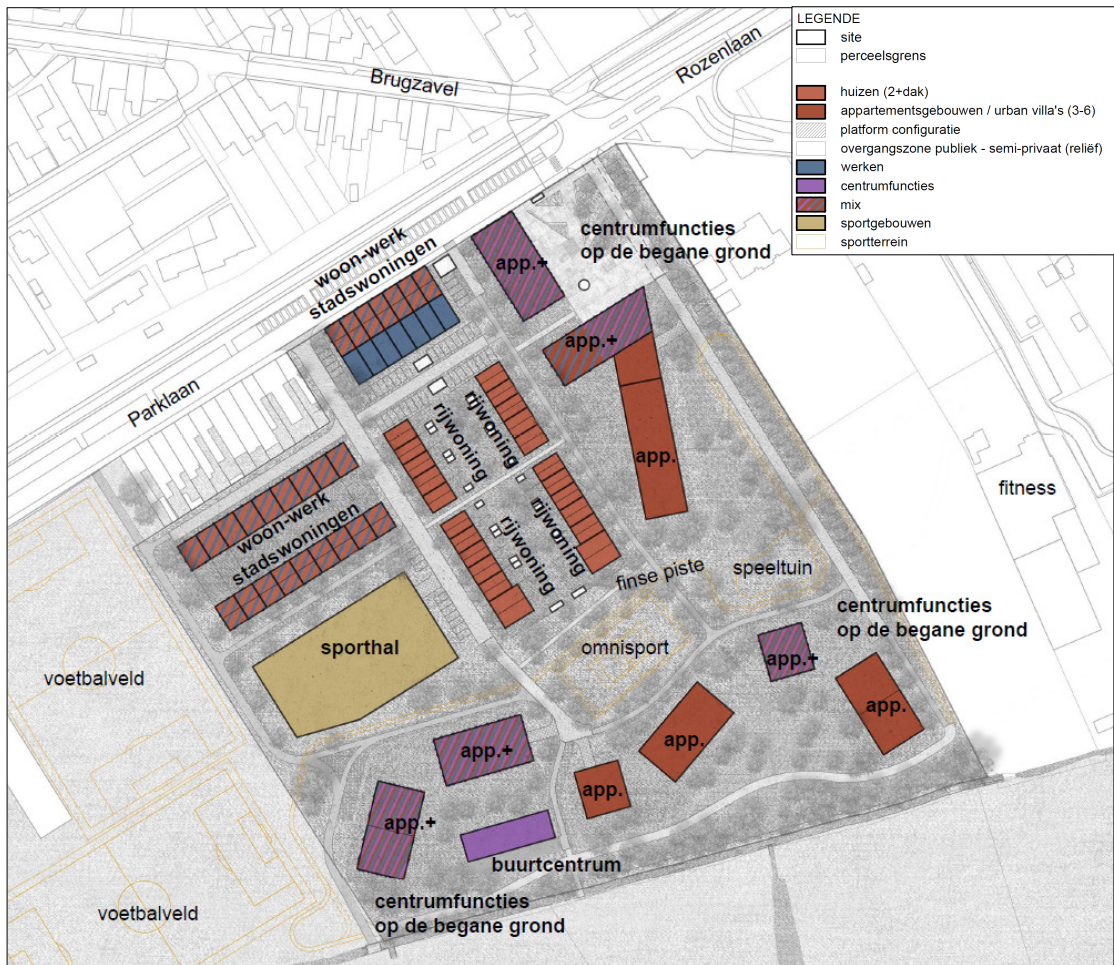 LEGENDE
site
perceelsgrens
huizen (2+dak)
appartementsgebouwen / urban villa's (3-6)
platform configuratie
overgangszone publiek - semi-privaat (reliëf)
werken
centrumfuncties
mix
sportgebouwen
sportterrein
Brugzavel
Rozenlaan
Parklaan
woon-werk
stadswoningen
app.+
centrumfuncties
op de begane grond
app.+
rijwoning
rijwoning
app.
fitness
woon-werk
stadswoningen
rijwoning
rijwoning
finse piste
speeltuin
centrumfuncties
op de begane grond
sporthal
omnisport
app.+
voetbalveld
app.
app.
app.+
app.
app.+
buurtcentrum
centrumfuncties
op de begane grond
voetbalveld